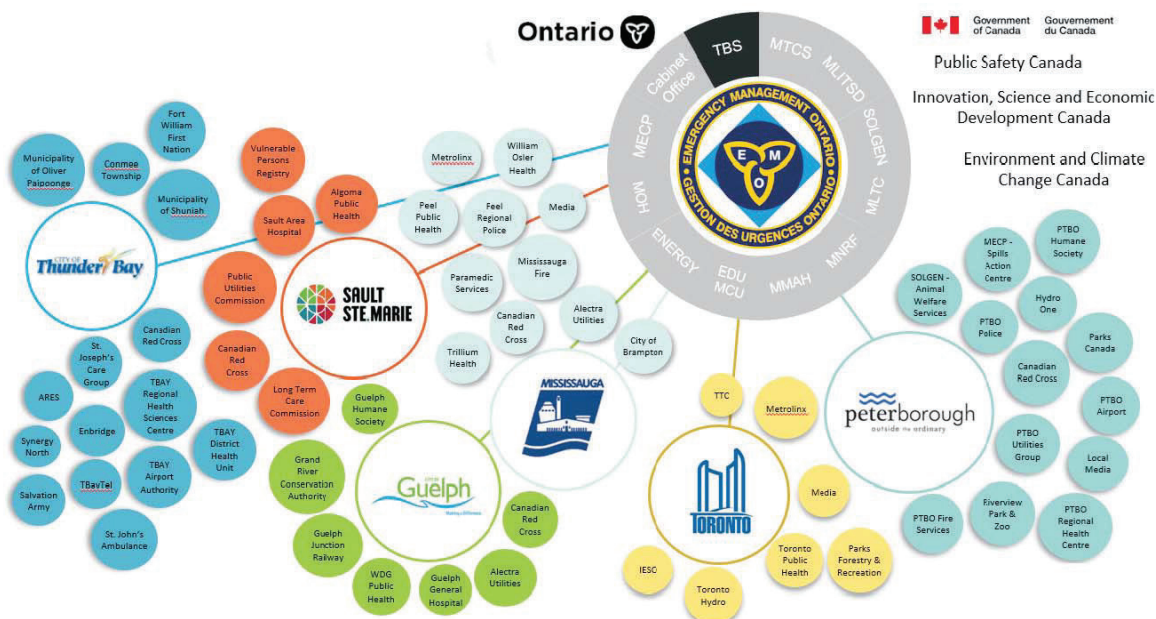 Ontario
Government
of Canada
Gouvernement
du Canada
Public Safety Canada
Innovation, Science and Economic
Development Canada
Environment and Climate
Change Canada
Cabinet
Office
TBS
MTCS
MLITSD
SOLGEN
MLTC
MNRF
MMAH
EDU
MCU
ENERGY
MOH
MECP
EMERGENCY MANAGEMENT ONTARIO
GESTION DES URGENCES ONTARIO
E
M
O
Fort
William
First
Nation
Municipality
of Oliver
Paipoonge
Conmee
Township
Municipality
of Shuniah
CITY OF
Thunder Bay
Canadian
Red Cross
St.
Joseph's
Care
Group
ARES
TBAY
Regional
Health
Sciences
Centre
Enbridge
Synergy
North
TBAY
District
Health
Unit
TBayTel
TBAY
Airport
Authority
Salvation
Army
St. John's
Ambulance
Vulnerable
Persons
Registry
Algoma
Public
Health
Sault Area
Hospital
Public
Utilities
Commission
SAULT
STE.MARIE
Canadian
Red
Cross
Long Term
Care
Commission
Metrolinx
William
Osler
Health
Peel
Public
Health
Feel
Regional
Police
Media
Paramedic
Services
Mississauga
Fire
Canadian
Red
Cross
Alectra
Utilities
Trillium
Health
City of
Brampton
MISSISSAUGA
Guelph
Humane
Society
Grand
River
Conservation
Authority
Guelph
Canadian
Red
Cross
Guelph
Junction
Railway
WDG
Public
Health
Guelph
General
Hospital
Alectra
Utilities
TTC
Metrolinx
TORONTO
Media
IESO
Toronto
Hydro
Toronto
Public
Health
Parks
Forestry &
Recreation
MECP -
Spills
Action
Centre
PTBO
Humane
Society
SOLGEN -
Animal
Welfare
Services
Hydro
One
PTBO
Police
Parks
Canada
Canadian
Red Cross
peterborough
outside the ordinary
PTBO
Airport
PTBO
Utilities
Group
Local
Media
PTBO Fire
Services
Riverview
Park &
Zoo
PTBO
Regional
Health
Centre